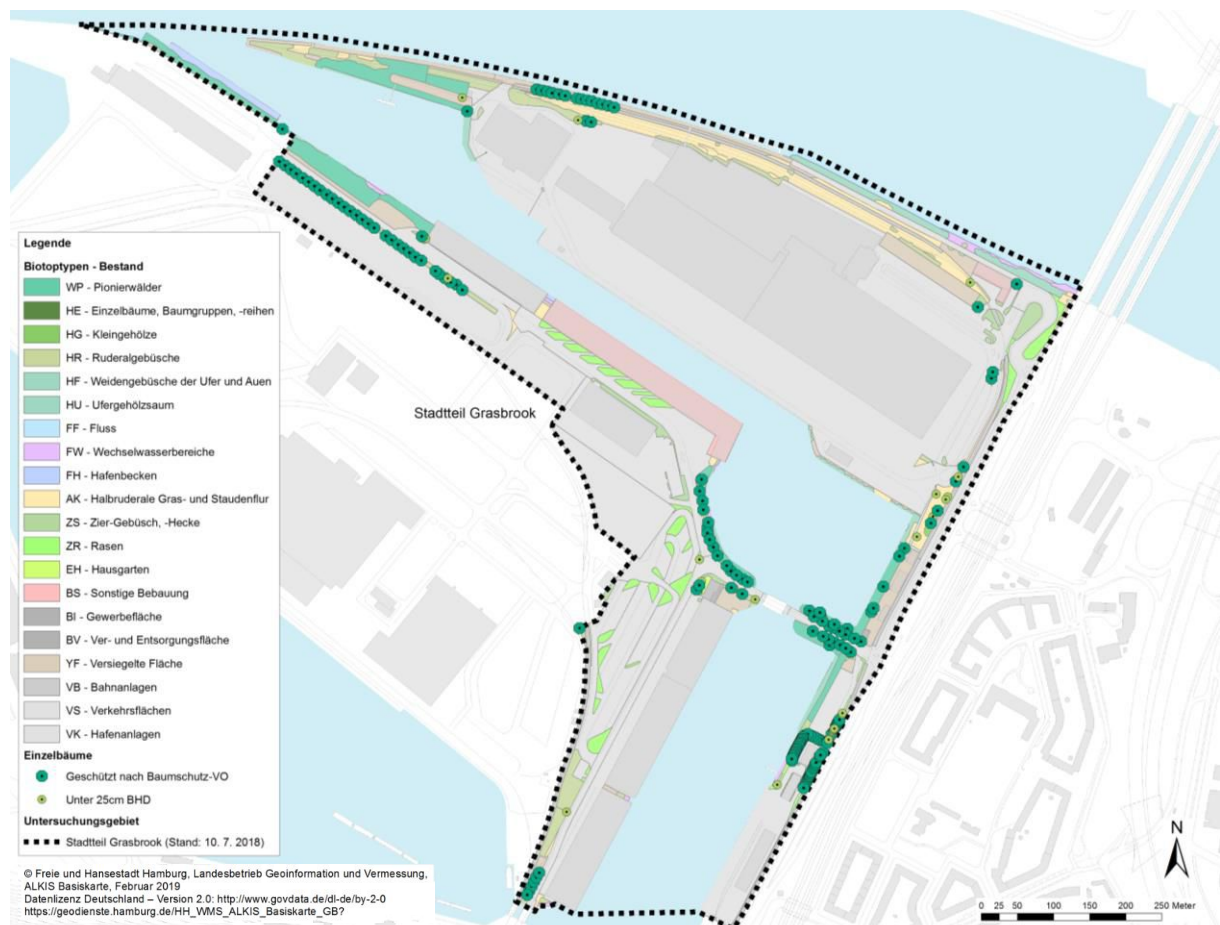 Stadtteil Grasbrook
Legende
Biotoptypen - Bestand
WP - Pionierwälder
HE - Einzelbäume, Baumgruppen, -reihen
HG - Kleingehölze
HR - Ruderalgebüsche
HF - Weidengebüsche der Ufer und Auen
HU - Ufergehölzsaum
FF - Fluss
FW - Wechselwasserbereiche
FH - Hafenbecken
AK - Halbruderale Gras- und Staudenflur
ZS - Zier-Gebüsch, -Hecke
ZR - Rasen
EH - Hausgarten
BS - Sonstige Bebauung
BI - Gewerbefläche
BV - Ver- und Entsorgungsfläche
YF - Versiegelte Fläche
VB - Bahnanlagen
VS - Verkehrsflächen
VK - Hafenanlagen
Einzelbäume
Geschützt nach Baumschutz-VO
Unter 25cm BHD
Untersuchungsgebiet
Stadtteil Grasbrook (Stand: 10. 7. 2018)
© Freie und Hansestadt Hamburg, Landesbetrieb Geoinformation und Vermessung,
ALKIS Basiskarte, Februar 2019
Datenlizenz Deutschland – Version 2.0: http://www.govdata.de/dl-de/by-2-0
https://geodienste.hamburg.de/HH_WMS_ALKIS_Basiskarte_GB?
N
0 25 50 100 150 200 250 Meter